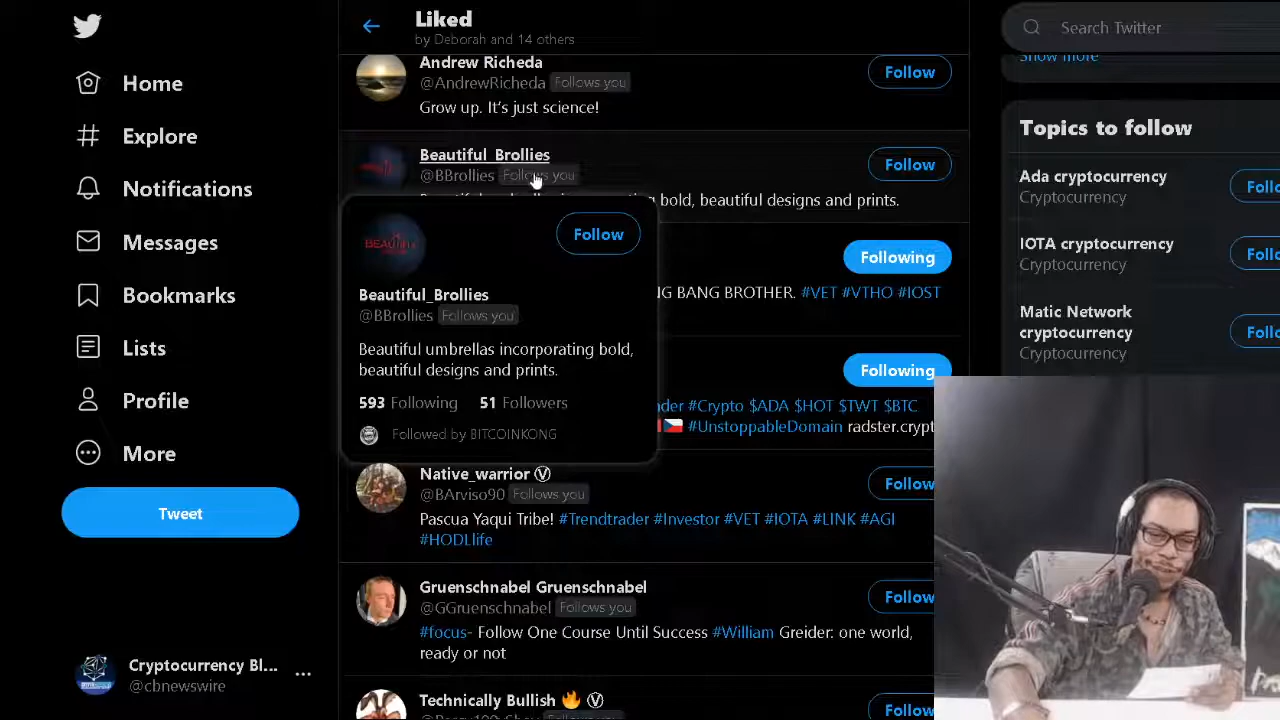 Home
Explore
Notifications
Messages
Bookmarks
Lists
Profile
More
Tweet
Cryptocurrency Bl...
@cbnewswire
Liked
by Deborah and 14 others
Andrew Richeda
@AndrewRicheda Follows you
Follow
Grow up. It's just science!
Beautiful_Brollies
@BBrollies Follows you
Follow
bold, beautiful designs and prints.
Follow
Beautiful_Brollies
@BBrollies Follows you
Beautiful umbrellas incorporating bold,
beautiful designs and prints.
593 Following 51 Followers
Followed by BITCOINKONG
Following
NG BANG BROTHER. #VET #VTHO #IOST
Following
#Crypto $ADA $HOT $TWT $BTC
#UnstoppableDomain radster.crypt
Native_warrior Ⓥ
@BArviso90 Follows you
Follow
Pascua Yaqui Tribe! #Trendtrader #Investor #VET #IOTA #LINK #AGI
#HODLlife
Gruenschnabel Gruenschnabel
@GGruenschnabel Follows you
Follow
#focus- Follow One Course Until Success #William Greider: one world,
ready or not
Technically Bullish 🔥 Ⓥ
Follow
Search Twitter
Show more
Topics to follow
Ada cryptocurrency
Cryptocurrency
Follo
IOTA cryptocurrency
Cryptocurrency
Follo
Matic Network
cryptocurrency
Cryptocurrency
Follo